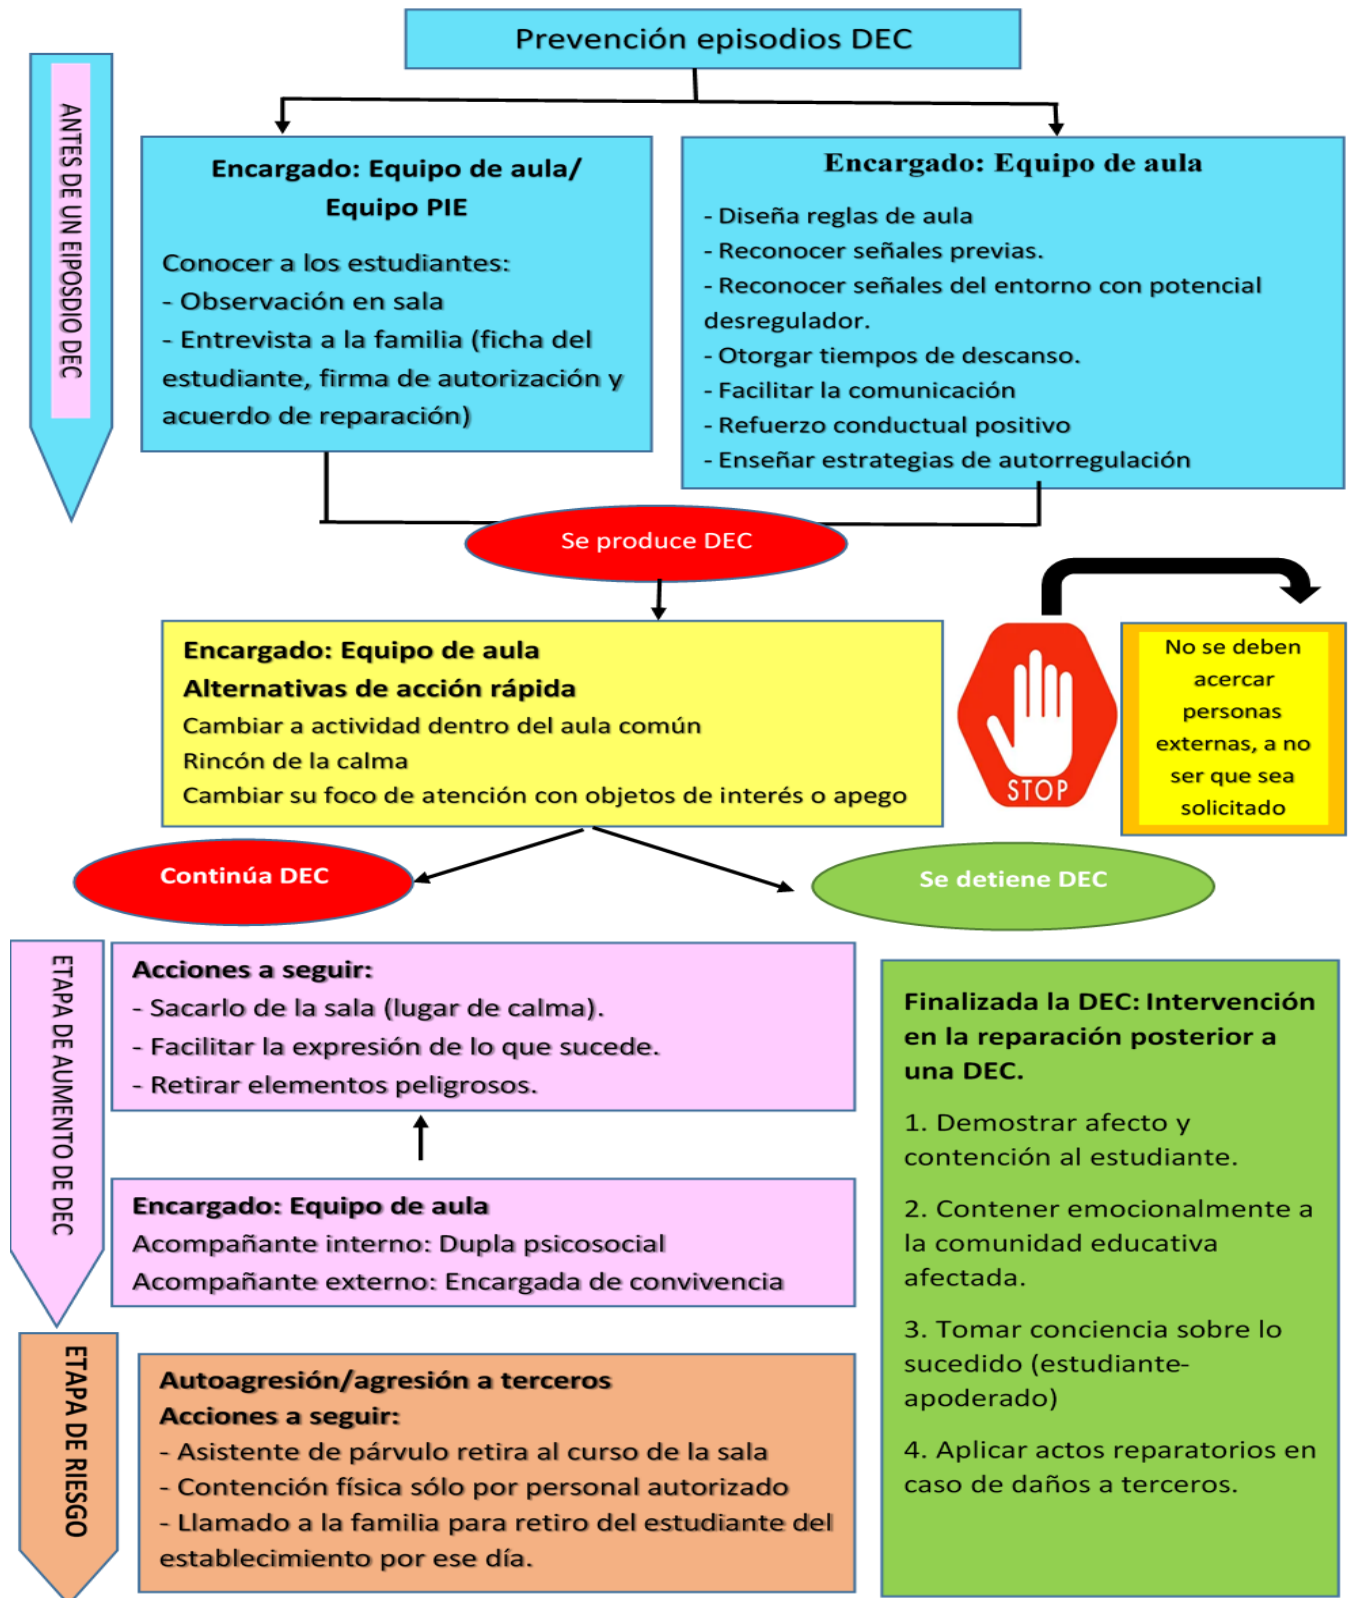 Prevención episodios DEC
ANTES DE UN EIPOSDIO DEC
Encargado: Equipo de aula/
Equipo PIE
Conocer a los estudiantes:
- Observación en sala
- Entrevista a la familia (ficha del
estudiante, firma de autorización y
acuerdo de reparación)
Encargado: Equipo de aula
- Diseña reglas de aula
- Reconocer señales previas.
- Reconocer señales del entorno con potencial
desregulador.
- Otorgar tiempos de descanso.
- Facilitar la comunicación
- Refuerzo conductual positivo
- Enseñar estrategias de autorregulación
Se produce DEC
Encargado: Equipo de aula
Alternativas de acción rápida
Cambiar a actividad dentro del aula común
Rincón de la calma
Cambiar su foco de atención con objetos de interés o apego
STOP
No se deben
acercar
personas
externas, a no
ser que sea
solicitado
Continúa DEC
Se detiene DEC
ETAPA DE AUMENTO DE DEC
Acciones a seguir:
- Sacarlo de la sala (lugar de calma).
- Facilitar la expresión de lo que sucede.
- Retirar elementos peligrosos.
Encargado: Equipo de aula
Acompañante interno: Dupla psicosocial
Acompañante externo: Encargada de convivencia
ETAPA DE RIESGO
Autoagresión/agresión a terceros
Acciones a seguir:
- Asistente de párvulo retira al curso de la sala
- Contención física sólo por personal autorizado
- Llamado a la familia para retiro del estudiante del
establecimiento por ese día.
Finalizada la DEC: Intervención
en la reparación posterior a
una DEC.
1. Demostrar afecto y
contención al estudiante.
2. Contener emocionalmente a
la comunidad educativa
afectada.
3. Tomar conciencia sobre lo
sucedido (estudiante-
apoderado)
4. Aplicar actos reparatorios en
caso de daños a terceros.